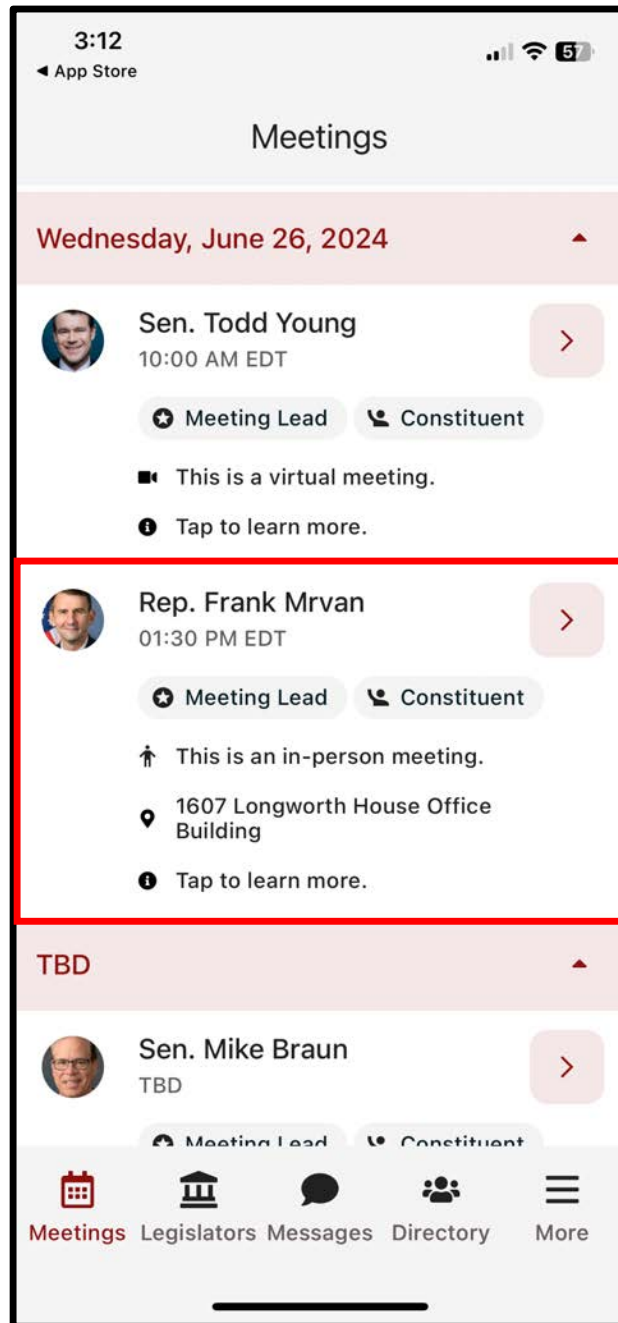 3:12
57
◀ App Store
Meetings
Wednesday, June 26, 2024
Sen. Todd Young
10:00 AM EDT
Meeting Lead Constituent
This is a virtual meeting.
Tap to learn more.
Rep. Frank Mrvan
01:30 PM EDT
Meeting Lead Constituent
This is an in-person meeting.
1607 Longworth House Office
Building
Tap to learn more.
TBD
Sen. Mike Braun
TBD
Meeting Lead Constituent
Meetings Legislators Messages Directory More